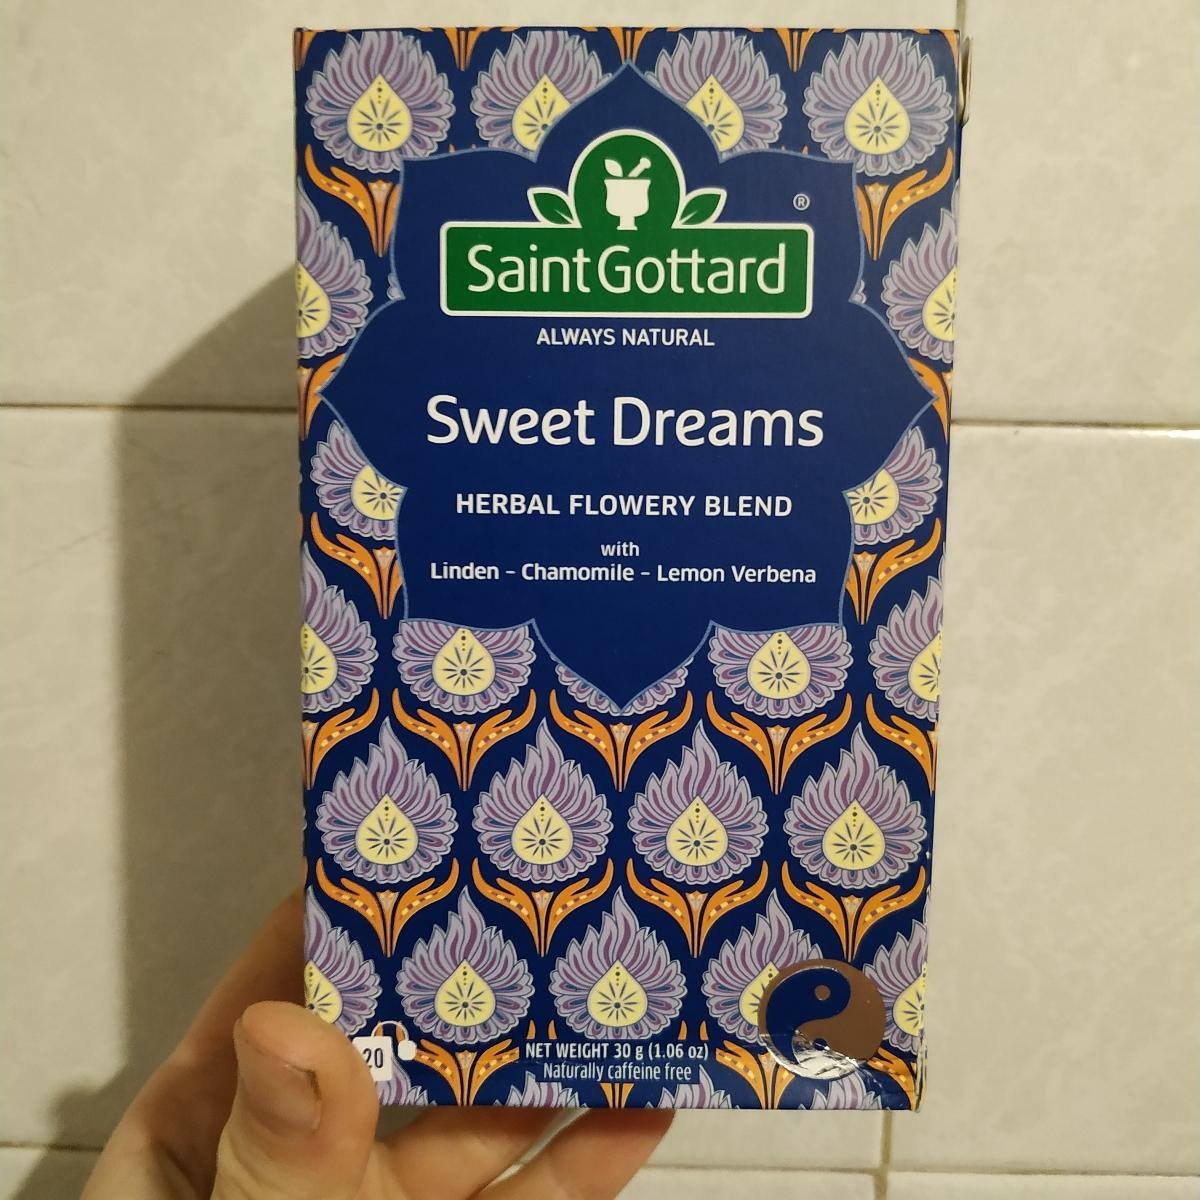 ®
SaintGottard
ALWAYS NATURAL
Sweet Dreams
HERBAL FLOWERY BLEND
with
Linden – Chamomile – Lemon Verbena
20
NET WEIGHT 30 g (1.06 oz)
Naturally caffeine free